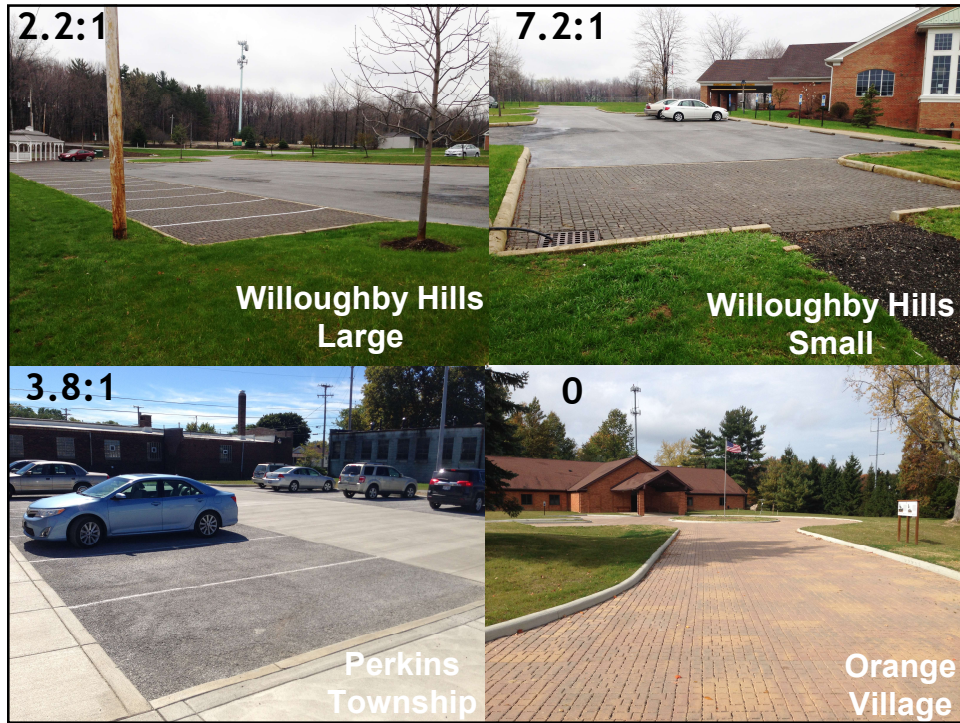 2.2:1
Willoughby Hills
Large
7.2:1
Willoughby Hills
Small
3.8:1
Perkins
Township
0
Orange
Village